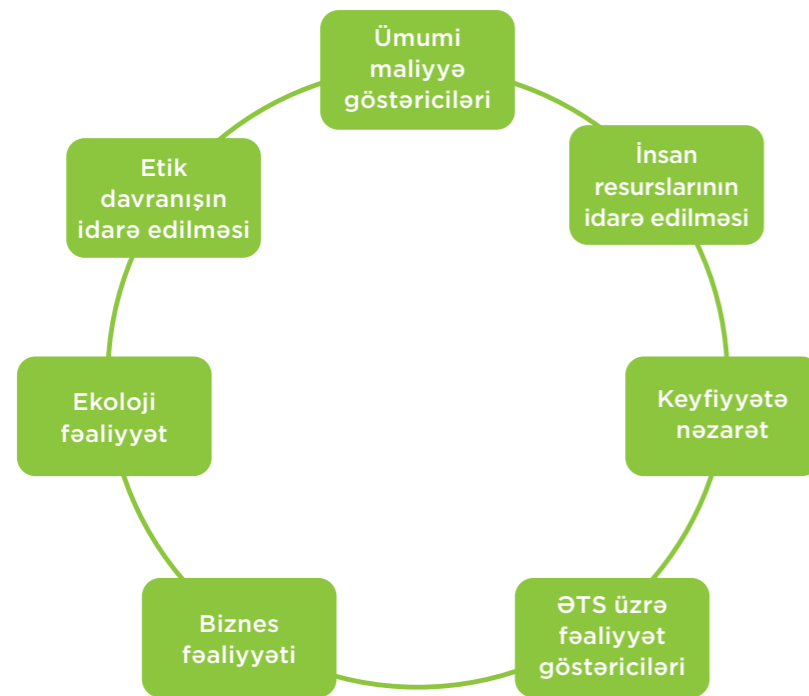 Ümumi
maliyyə
göstəriciləri
İnsan
resurslarının
idarə edilməsi
Keyfiyyətə
nəzarət
ƏTS üzrə
fəaliyyət
göstəriciləri
Biznes
fəaliyyəti
Ekoloji
fəaliyyət
Etik
davranışın
idarə edilməsi